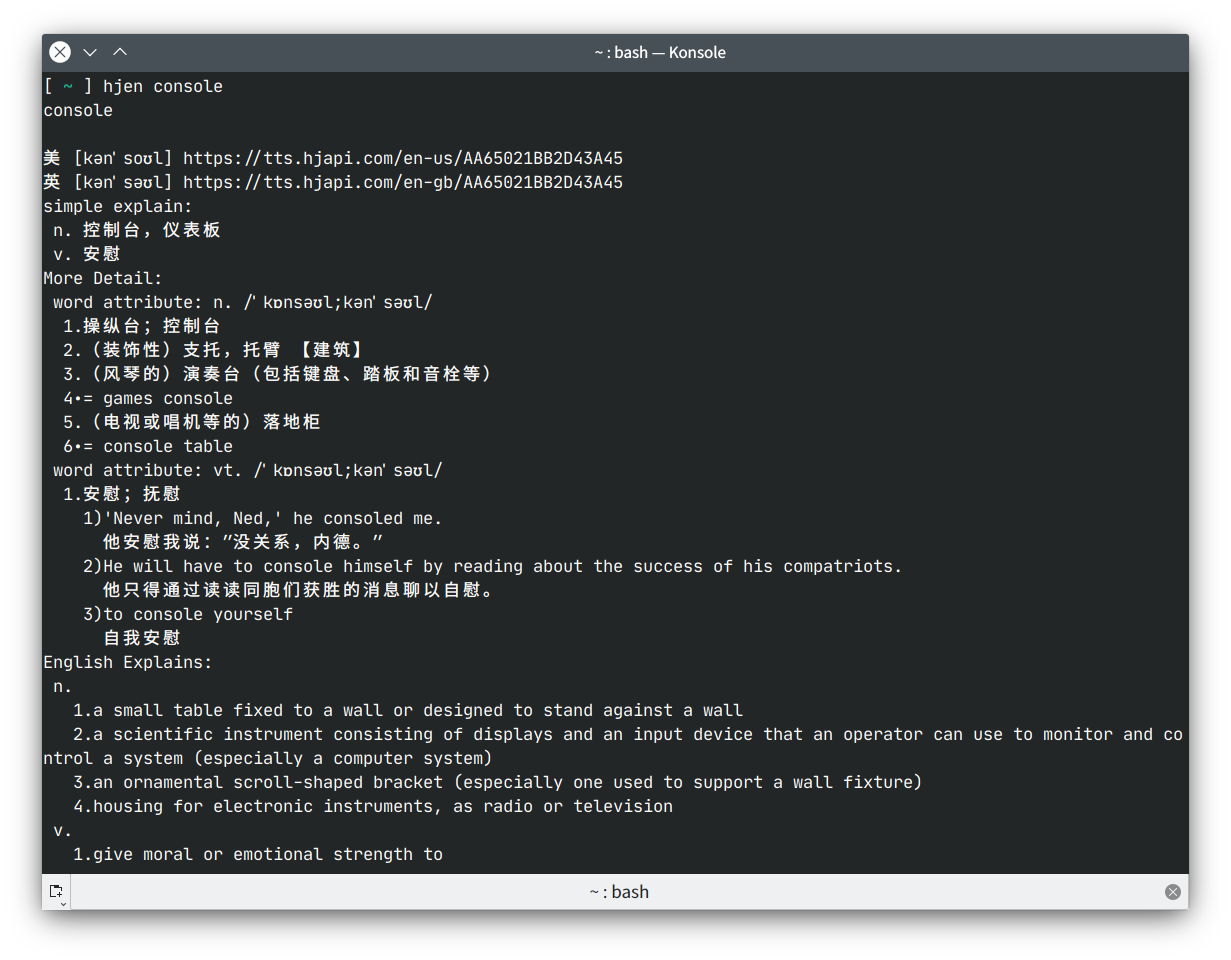 ~ : bash — Konsole
[ ~ ] hjen console
console
美 [kənˈsoʊl] https://tts.hjapi.com/en-us/AA65021BB2D43A45
英 [kənˈsəʊl] https://tts.hjapi.com/en-gb/AA65021BB2D43A45
simple explain:
n. 控制台，仪表板
v. 安慰
More Detail:
word attribute: n. /ˈkɒnsəʊl;kənˈsəʊl/
1.操纵台；控制台
2.（装饰性）支托，托臂 【建筑】
3.（风琴的）演奏台（包括键盘、踏板和音栓等）
4•= games console
5.（电视或唱机等的）落地柜
6•= console table
word attribute: vt. /ˈkɒnsəʊl;kənˈsəʊl/
1.安慰；抚慰
1)'Never mind, Ned,' he consoled me.
他安慰我说："没关系，内德。"
2)He will have to console himself by reading about the success of his compatriots.
他只得通过读读同胞们获胜的消息聊以自慰。
3)to console yourself
自我安慰
English Explains:
n.
1.a small table fixed to a wall or designed to stand against a wall
2.a scientific instrument consisting of displays and an input device that an operator can use to monitor and co
ntrol a system (especially a computer system)
3.an ornamental scroll-shaped bracket (especially one used to support a wall fixture)
4.housing for electronic instruments, as radio or television
v.
1.give moral or emotional strength to
~ : bash